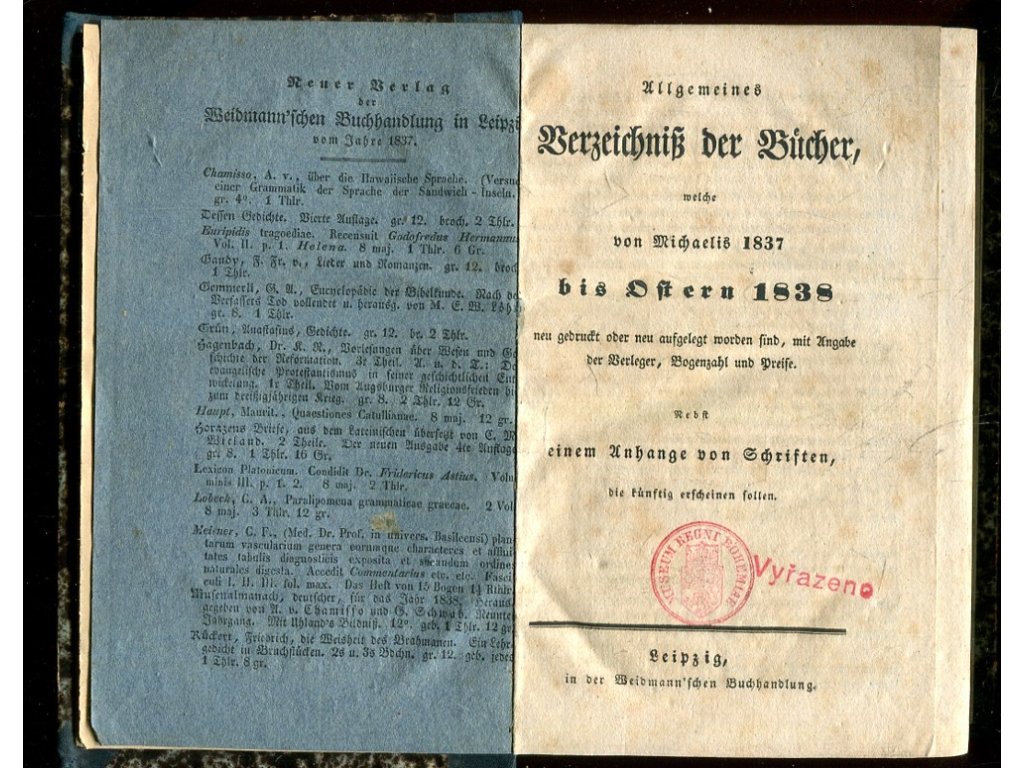 Neuer Verlag
der
Weidmann'schen Buchhandlung in
vom Jahre 1837.
Chamisso, A. v., über die Hawaiische Sprache.
einer Grammatik der Sprache der Sandwich-Inseln.
gr. 4°. 1 Thlr.
Dessen Gedichte. Vierte Auflage. gr. 12. broch. 2 Thlr.
Euripidis tragoediae. Recensuit Godofredus
Vol. II. p. 1. Helena. 8 maj. 1 Thlr. 6 Gr.
Gaudy, F. Fr. v., Lieder und Romanzen. gr. 12.
1 Thlr.
Gemmerli, G. A., Encyclopädie der Bibelkunde. Nach
Verfassers Tod vollendet u. herausg. von M. E. W.
gr. 8. 1 Thlr.
Grün, Anastasius, Gedichte. gr. 12. br. 2 Thlr.
Hagenbach, Dr. K. R., Vorlesungen über Wesen und
schichte der Reformation. 3r Theil. A. u. d. T.:
evangelische Protestantismus in seiner geschichtlichen
wickelung. 1r Theil. Vom Augsburger Religionsfrieden
zum dreißigjährigen Krieg. gr. 8. 2 Thlr. 12 Gr.
Haupt, Maurit., Quaestiones Catullianae. 8 maj. 12 gr.
Horazens Briefe, aus dem Lateinischen übersetzt von C. M.
Wieland. 2 Theile. Der neuen Ausgabe 4te Auflage
gr. 8. 1 Thlr. 16 Gr.
Lexicon Platonicum. Condidit Dr. Fridericus Astius.
minis III. p. 1. 2. 8 maj. 2 Thlr.
Lobeck, C. A., Paralipomena grammaticae graecae. 2
8 maj. 3 Thlr. 12 gr.
Meisner, C. F., (Med. Dr. Prof. in univers. Basileensi)
tarum vascularium genera eorumque characteres et
tates tabulis diagnosticis exposita et secundum
naturales digesta. Accedit Commentarius etc. etc.
culi I. II. III. fol. max. Das Heft von 15 Bogen
Musenalmanach, deutscher, für das Jahr 1838.
gegeben von A. v. Chamisso und G. Schwab.
Jahrgang. Mit Uhland's Bildniß. 12°. geb. 1 Thlr. 12 gr
Rückert, Friedrich, die Weisheit des Brahmanen. Ein
gedicht in Bruchstücken. 2s u. 3s Bdchn. gr. 12. geb. jedes
1 Thlr. 8 gr.
Allgemeines
Verzeichniß der Bücher,
welche
von Michaelis 1837
bis Ostern 1838
neu gedruckt oder neu aufgelegt worden sind, mit Angabe
der Verleger, Bogenzahl und Preise.
Nebst
einem Anhange von Schriften,
die künftig erscheinen sollen.
MUSEUM REGNI BOHEMIAE
Vyřazeno
Leipzig,
in der Weidmann'schen Buchhandlung.